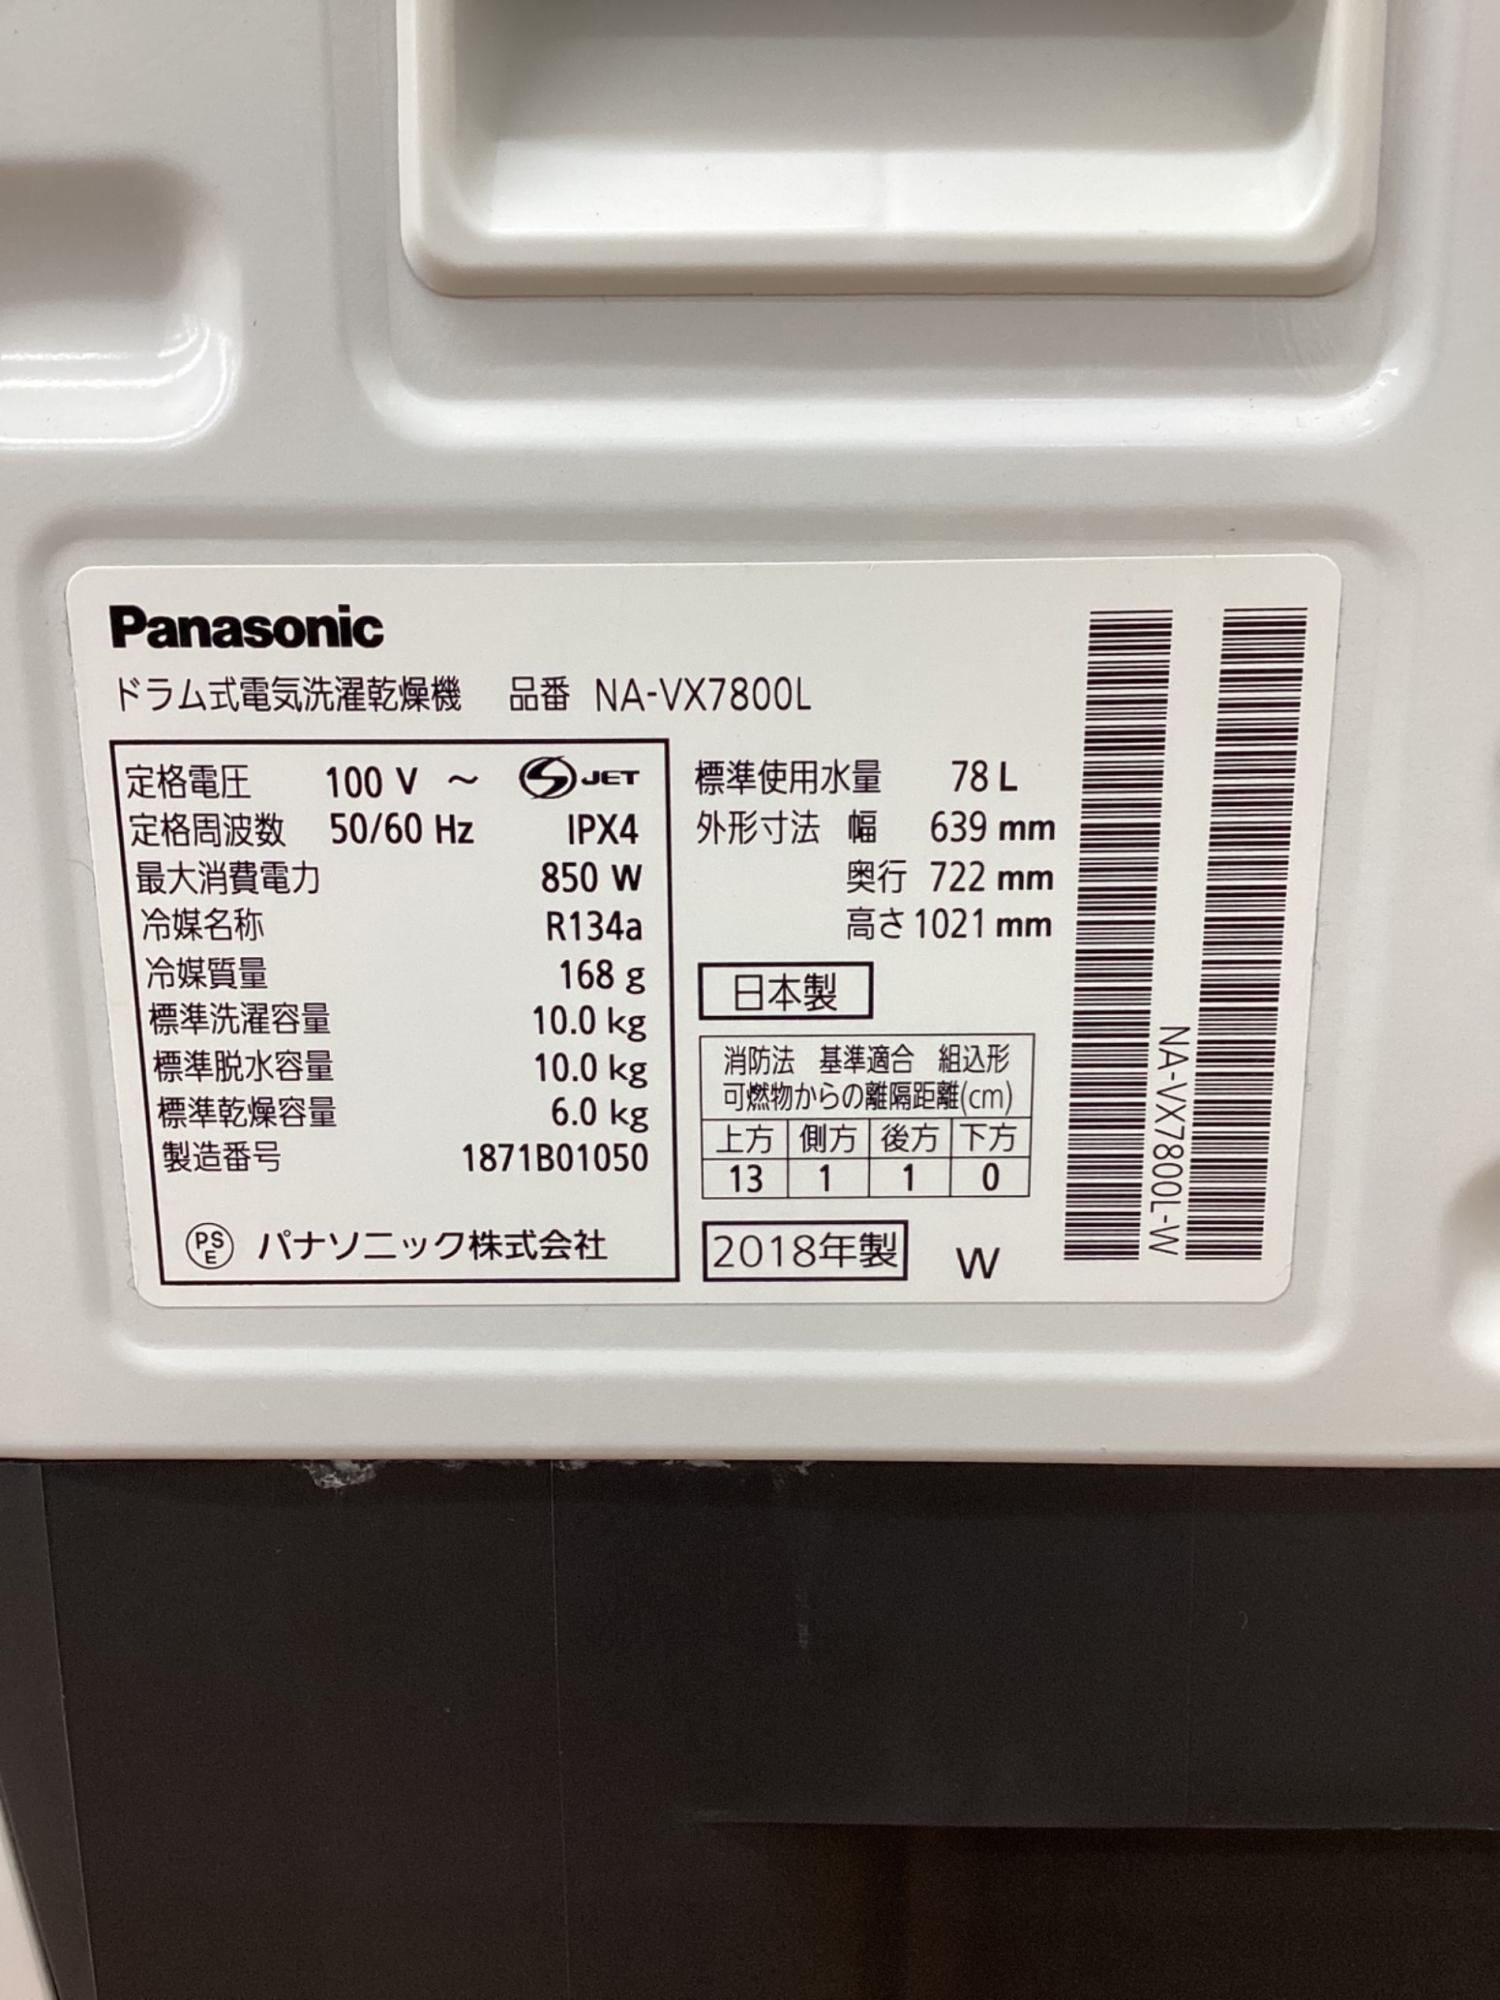 Panasonic
ドラム式電気洗濯乾燥機 品番 NA-VX7800L
定格電圧 100 V ～ S JET
定格周波数 50/60 Hz IPX4
最大消費電力 850 W
冷媒名称 R134a
冷媒質量 168 g
標準洗濯容量 10.0 kg
標準脱水容量 10.0 kg
標準乾燥容量 6.0 kg
製造番号 1871B01050
PSE パナソニック株式会社
標準使用水量 78 L
外形寸法 幅 639 mm
奥行 722 mm
高さ 1021 mm
日本製
消防法 基準適合 組込形
可燃物からの離隔距離(cm)
上方 側方 後方 下方
13 1 1 0
2018年製 W
NA-VX7800L-W